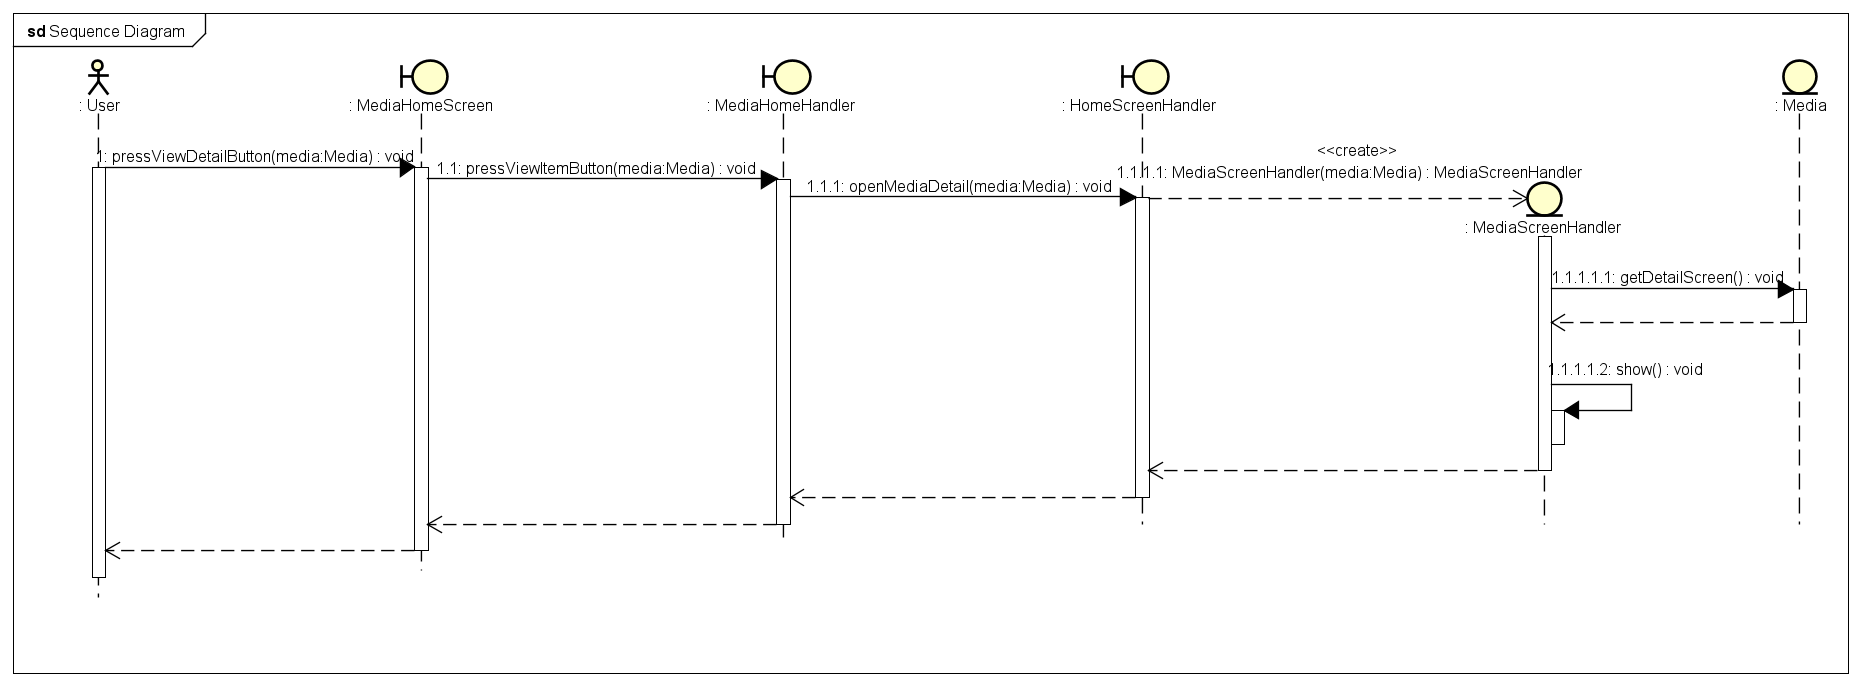 sd Sequence Diagram
: User
: MediaHomeScreen
: MediaHomeHandler
: HomeScreenHandler
: Media
1: pressViewDetailButton(media:Media) : void
1.1: pressViewItemButton(media:Media) : void
1.1.1: openMediaDetail(media:Media) : void
<<create>>
1.1.1.1: MediaScreenHandler(media:Media) : MediaScreenHandler
: MediaScreenHandler
1.1.1.1.1: getDetailScreen() : void
1.1.1.1.2: show() : void